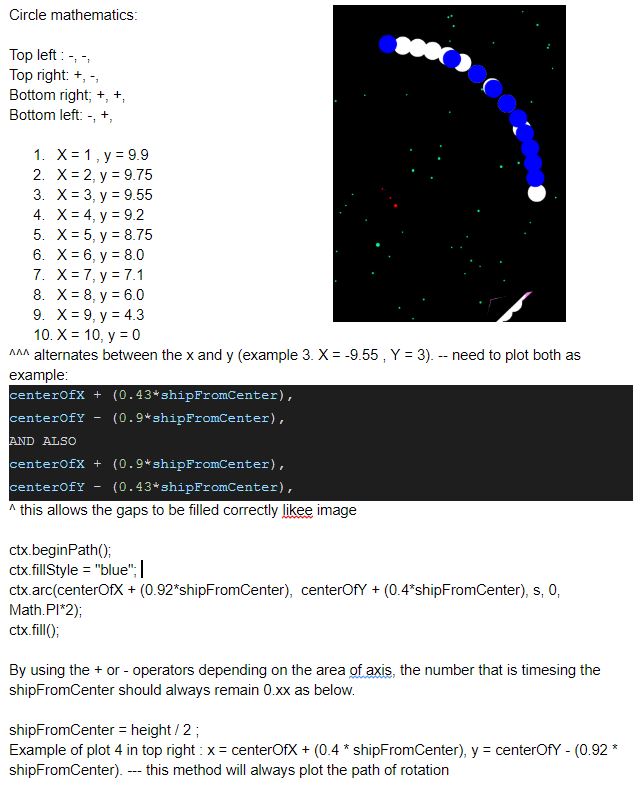 Circle mathematics:
Top left : -, -,
Top right: +, -,
Bottom right; +, +,
Bottom left: -, +,
1. X = 1 , y = 9.9
2. X = 2, y = 9.75
3. X = 3, y = 9.55
4. X = 4, y = 9.2
5. X = 5, y = 8.75
6. X = 6, y = 8.0
7. X = 7, y = 7.1
8. X = 8, y = 6.0
9. X = 9, y = 4.3
10. X = 10, y = 0
^^^ alternates between the x and y (example 3. X = -9.55 , Y = 3). -- need to plot both as
example:
centerOfX + (0.43*shipFromCenter),
centerOfY - (0.9*shipFromCenter),
AND ALSO
centerOfX + (0.9*shipFromCenter),
centerOfY - (0.43*shipFromCenter),
^ this allows the gaps to be filled correctly likee image
ctx.beginPath();
ctx.fillStyle = "blue";
ctx.arc(centerOfX + (0.92*shipFromCenter), centerOfY + (0.4*shipFromCenter), s, 0,
Math.PI*2);
ctx.fill();
By using the + or - operators depending on the area of axis, the number that is timesing the
shipFromCenter should always remain 0.xx as below.
shipFromCenter = height / 2 ;
Example of plot 4 in top right : x = centerOfX + (0.4 * shipFromCenter), y = centerOfY - (0.92 *
shipFromCenter). --- this method will always plot the path of rotation